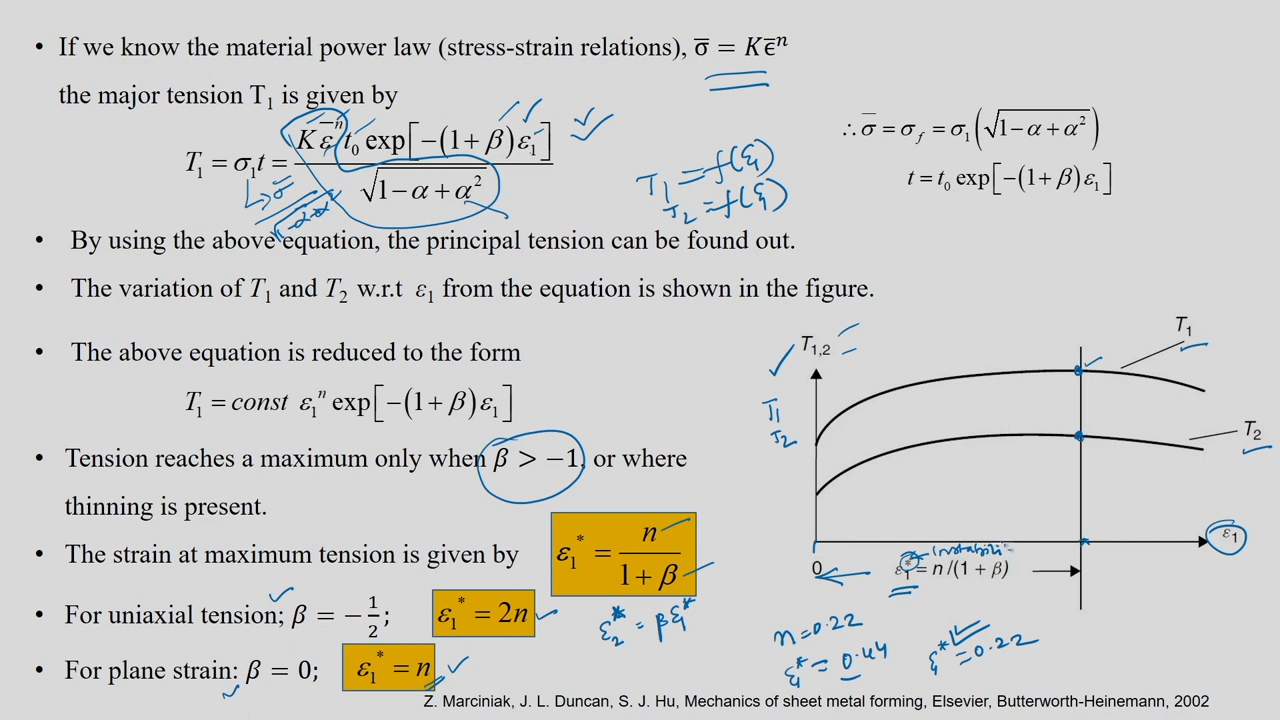 • If we know the material power law (stress-strain relations), σ̅ = Kϵ̅ⁿ
the major tension T₁ is given by
T₁ = σ₁t = K ε̅ⁿ t₀ exp[−(1+β)ε₁] / √(1−α+α²)
∴ σ̅ = σ_f = σ₁(√(1−α+α²))
t = t₀ exp[−(1+β)ε₁]
T₁ = f(ε₁)
T₂ = f(ε₁)
• By using the above equation, the principal tension can be found out.
• The variation of T₁ and T₂ w.r.t ε₁ from the equation is shown in the figure.
• The above equation is reduced to the form
T₁ = const ε₁ⁿ exp[−(1+β)ε₁]
• Tension reaches a maximum only when β > −1, or where
thinning is present.
• The strain at maximum tension is given by
ε₁* = n / (1+β)
• For uniaxial tension; β = −1/2; ε₁* = 2n
ε₂* = βε₁*
• For plane strain: β = 0; ε₁* = n
T₁,₂
T₁
T₂
T₁
T₂
ε₁
0
ε₁* = n/(1 + β)
n=0.22
ε₁* = 0.44
ε₁* = 0.22
Z. Marciniak, J. L. Duncan, S. J. Hu, Mechanics of sheet metal forming, Elsevier, Butterworth-Heinemann, 2002